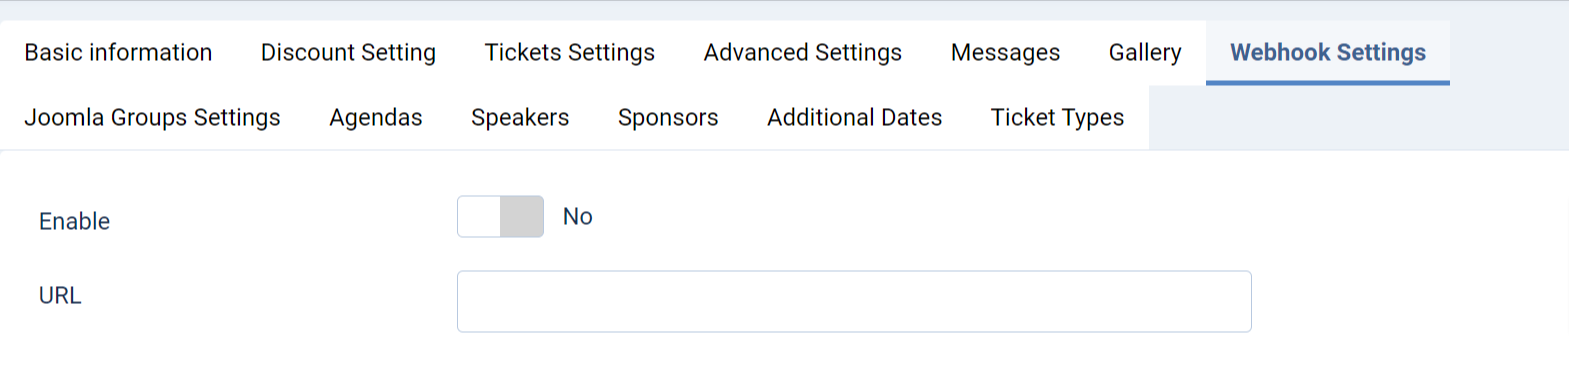 Basic information Discount Setting Tickets Settings Advanced Settings Messages Gallery Webhook Settings
Joomla Groups Settings Agendas Speakers Sponsors Additional Dates Ticket Types
Enable No
URL